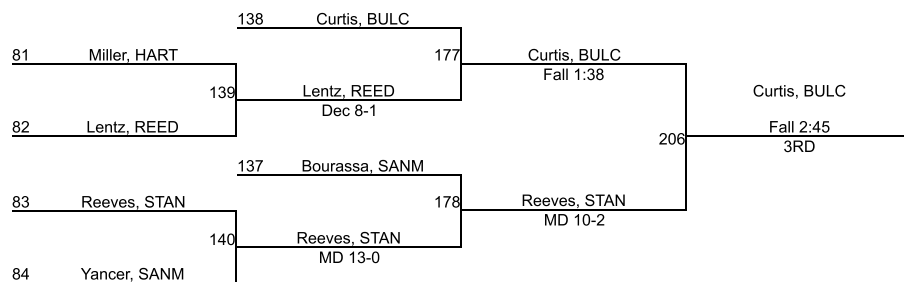 138 Curtis, BULC
81 Miller, HART
177 Curtis, BULC
Fall 1:38
139 Lentz, REED
Dec 8-1
Curtis, BULC
82 Lentz, REED
206 Fall 2:45
3RD
137 Bourassa, SANM
83 Reeves, STAN
178 Reeves, STAN
MD 10-2
140 Reeves, STAN
MD 13-0
84 Yancer, SANM